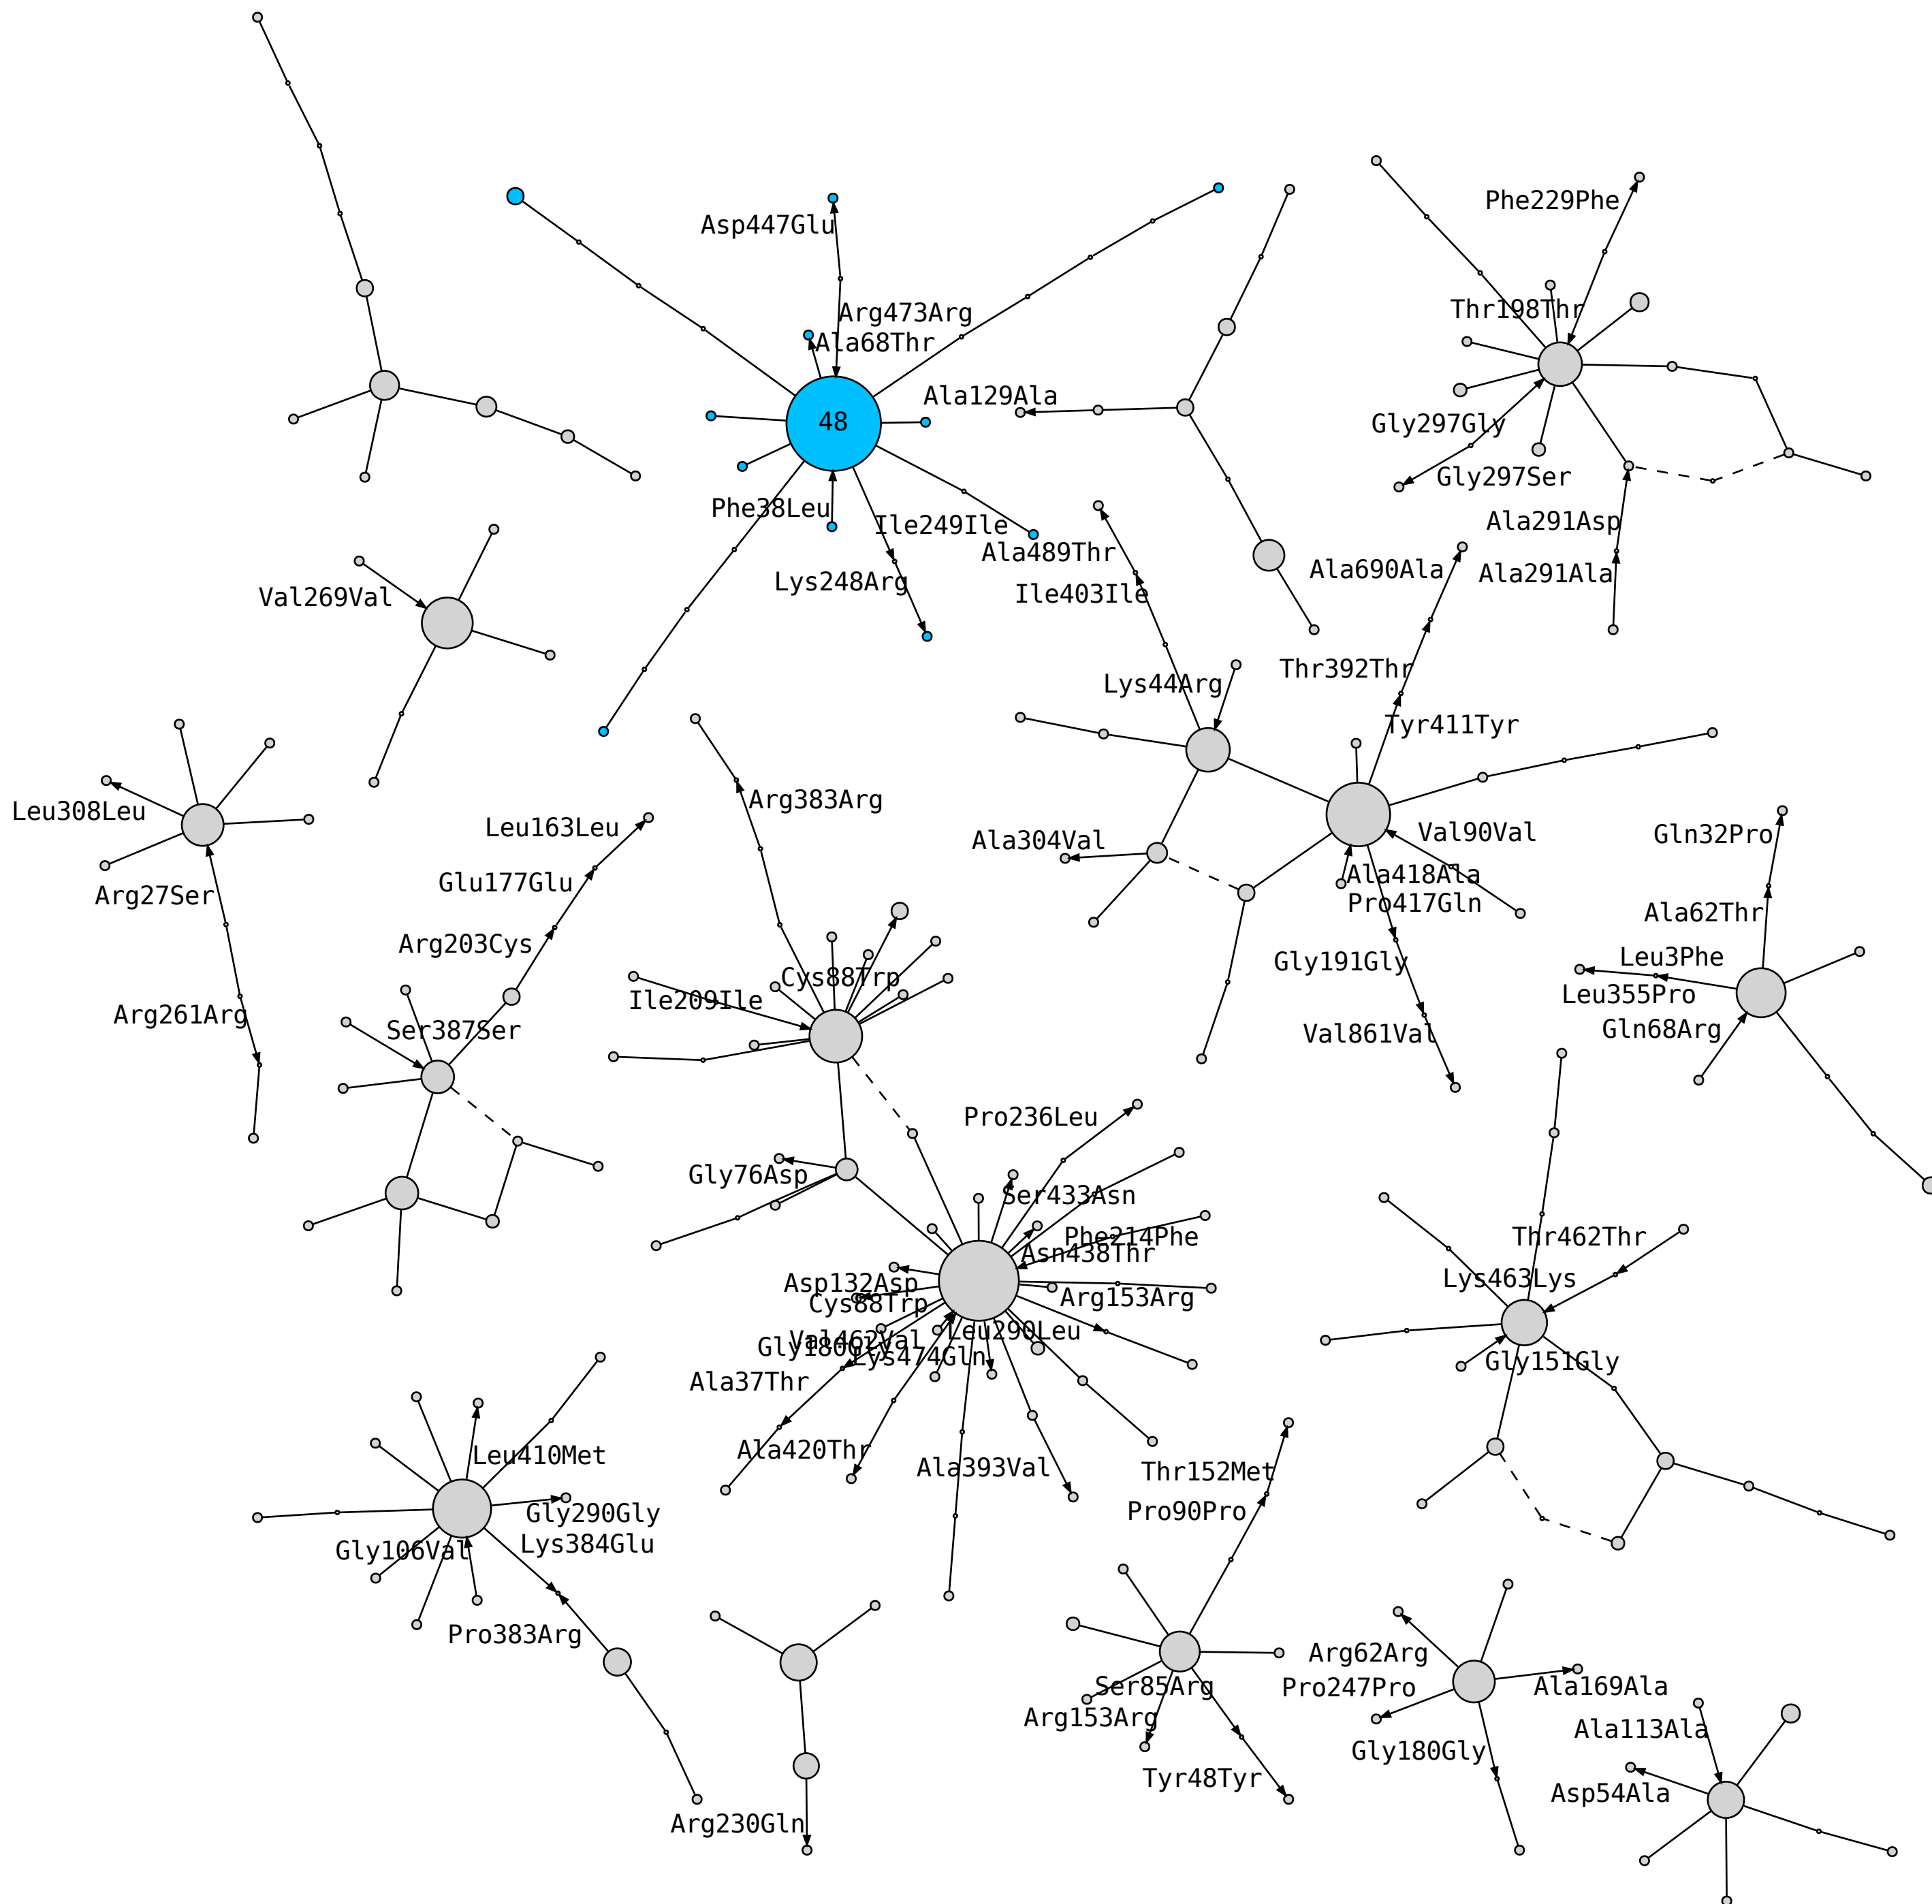 Phe229Phe
Asp447Glu
Thr198Thr
Arg473Arg
Ala68Thr
Ala129Ala
48
Gly297Gly
Gly297Ser
Phe38Leu
Ala291Asp
Ile249Ile
Ala489Thr
Ala690Ala
Ala291Ala
Lys248Arg
Ile403Ile
Val269Val
Thr392Thr
Lys44Arg
Tyr411Tyr
Arg383Arg
Leu308Leu
Leu163Leu
Val90Val
Gln32Pro
Ala304Val
Ala418Ala
Glu177Glu
Arg27Ser
Pro417Gln
Ala62Thr
Arg203Cys
Leu3Phe
Gly191Gly
Cys88Trp
Leu355Pro
Ile209Ile
Arg261Arg
Ser387Ser
Gln68Arg
Val861Val
Pro236Leu
Gly76Asp
Ser433Asn
Phe214Phe
Thr462Thr
Asn438Thr
Lys463Lys
Asp132Asp
Arg153Arg
Cys88Trp
Leu290Leu
Val462Val
Gly180Gly
Lys474Gln
Gly151Gly
Ala37Thr
Ala420Thr
Leu410Met
Ala393Val
Thr152Met
Pro90Pro
Gly290Gly
Lys384Glu
Gly106Val
Pro383Arg
Arg62Arg
Ser85Arg
Pro247Pro
Ala169Ala
Arg153Arg
Ala113Ala
Gly180Gly
Tyr48Tyr
Asp54Ala
Arg230Gln